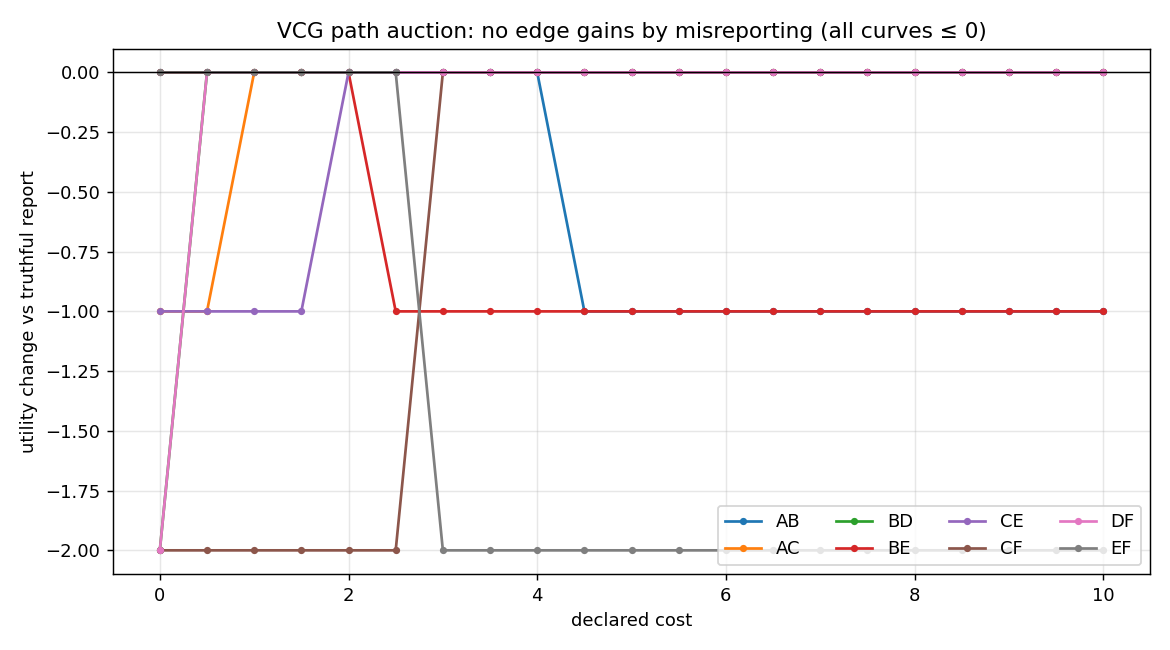 VCG path auction: no edge gains by misreporting (all curves ≤ 0)
utility change vs truthful report
0.00
−0.25
−0.50
−0.75
−1.00
−1.25
−1.50
−1.75
−2.00
AB BD CE DF
AC BE CF EF
0 2 4 6 8 10
declared cost